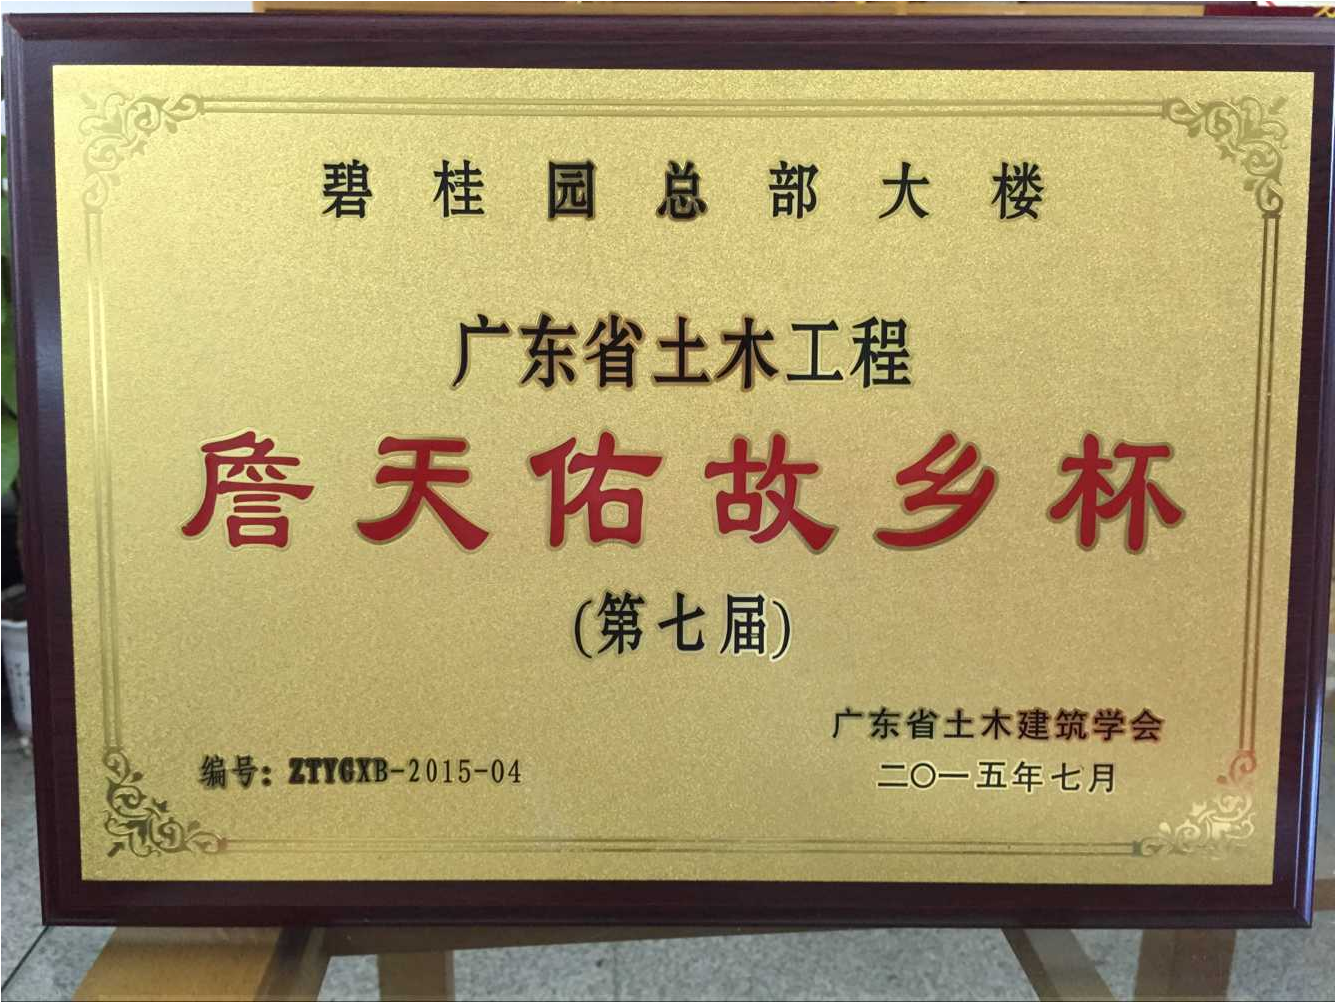 碧桂园总部大楼
广东省土木工程
詹天佑故乡杯
(第七届)
广东省土木建筑学会
编号：ZTYGXB-2015-04
二〇一五年七月